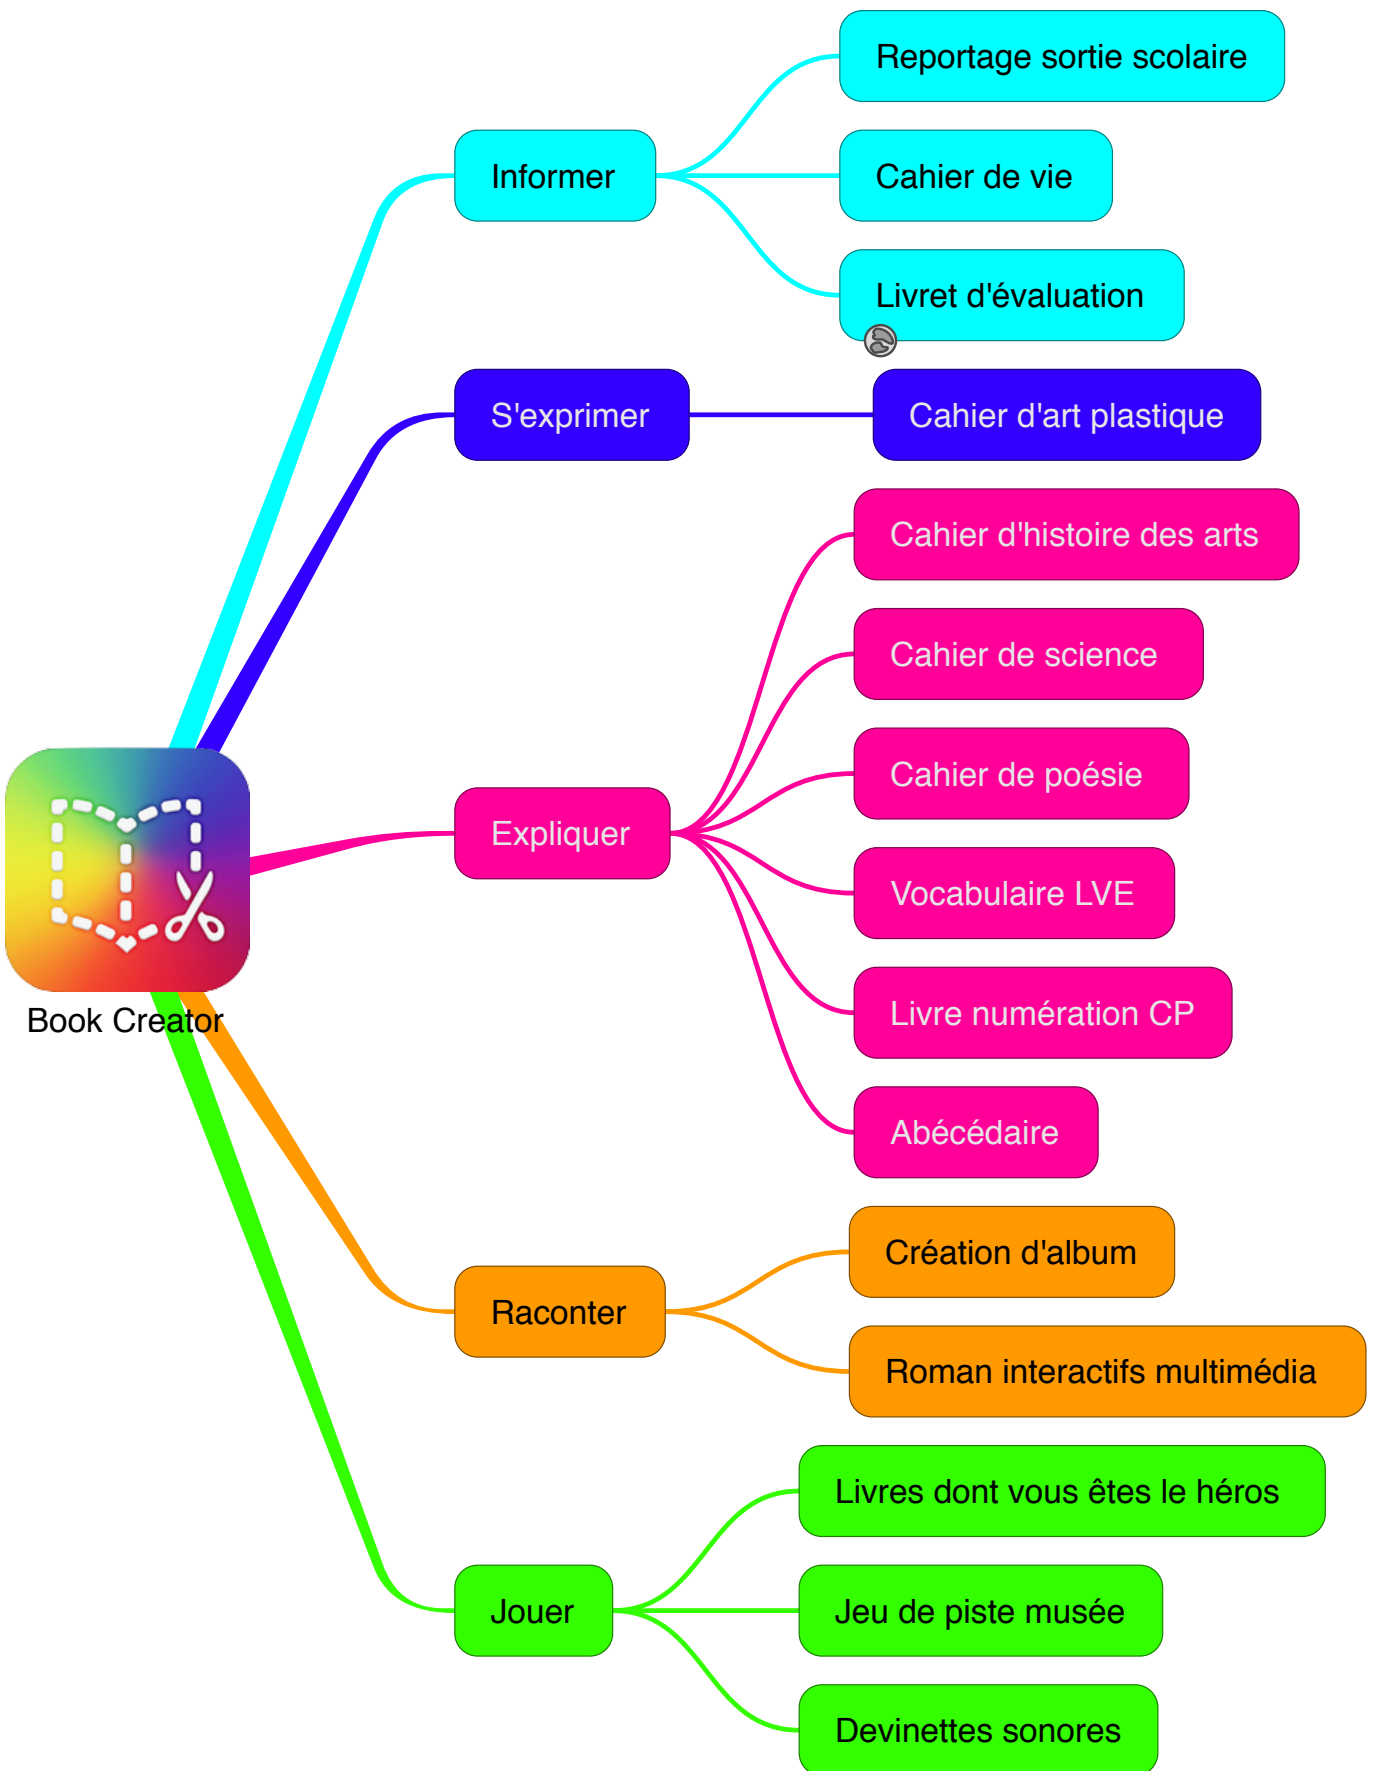 Reportage sortie scolaire
Informer
Cahier de vie
Livret d'évaluation
S'exprimer
Cahier d'art plastique
Cahier d'histoire des arts
Cahier de science
Cahier de poésie
Expliquer
Vocabulaire LVE
Livre numération CP
Abécédaire
Book Creator
Création d'album
Raconter
Roman interactifs multimédia
Livres dont vous êtes le héros
Jouer
Jeu de piste musée
Devinettes sonores